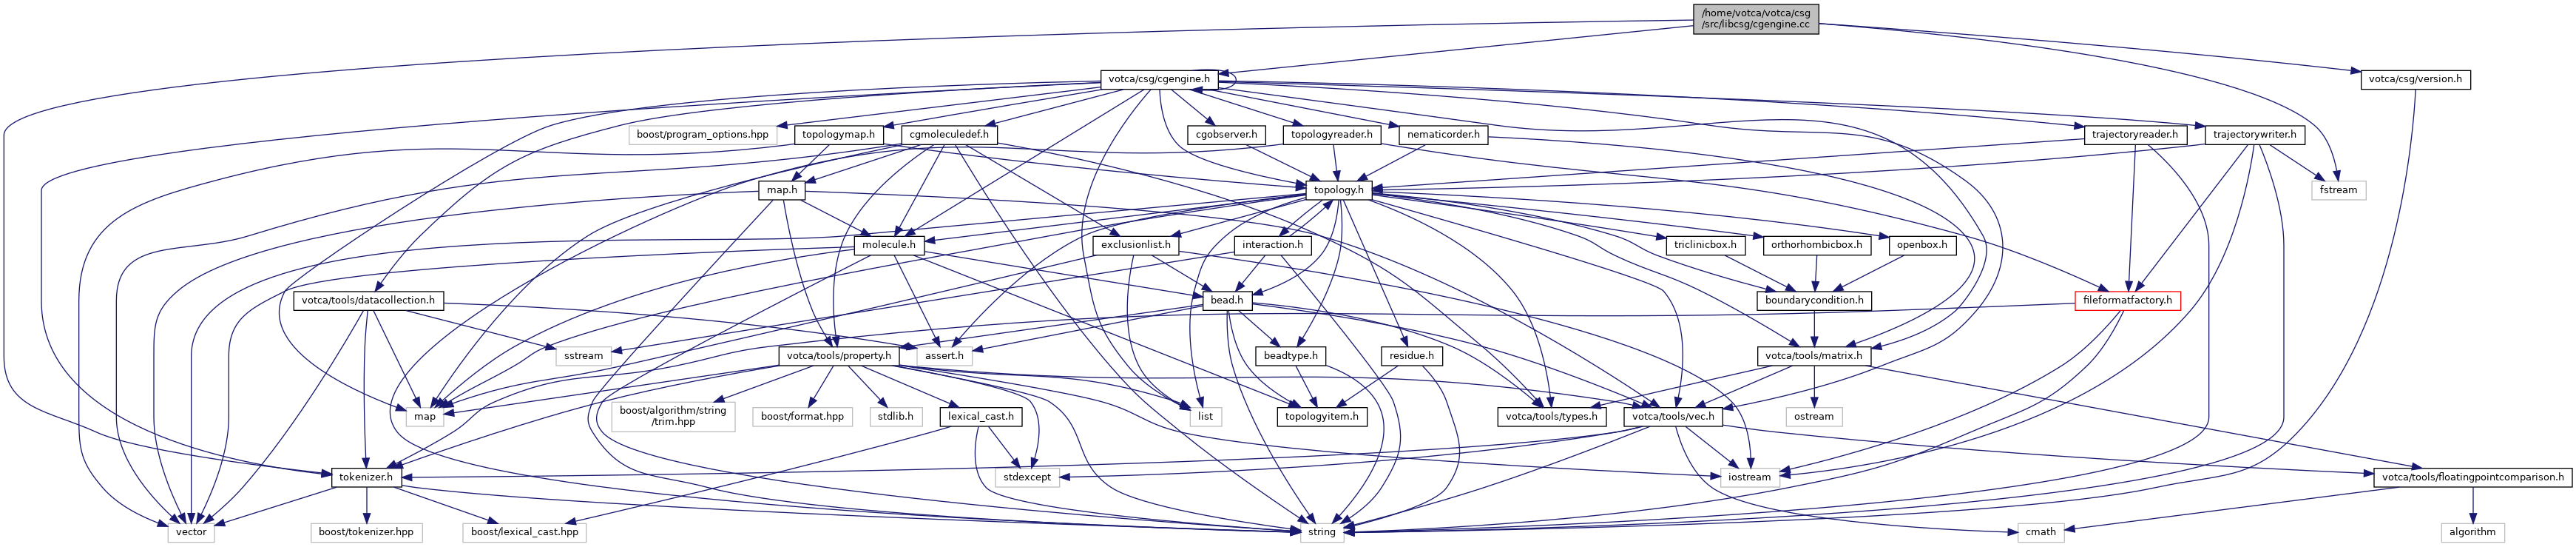 /home/votca/votca/csg
/src/libcsg/cgengine.cc
votca/csg/cgengine.h
votca/csg/version.h
boost/program_options.hpp
topologymap.h
cgmoleculedef.h
cgobserver.h
topologyreader.h
nematicorder.h
trajectoryreader.h
trajectorywriter.h
map.h
topology.h
fstream
molecule.h
exclusionlist.h
interaction.h
triclinicbox.h
orthorhombicbox.h
openbox.h
votca/tools/datacollection.h
bead.h
boundarycondition.h
fileformatfactory.h
sstream
votca/tools/property.h
assert.h
beadtype.h
residue.h
votca/tools/matrix.h
map
boost/algorithm/string
/trim.hpp
boost/format.hpp
stdlib.h
lexical_cast.h
list
topologyitem.h
votca/tools/types.h
votca/tools/vec.h
ostream
tokenizer.h
stdexcept
iostream
votca/tools/floatingpointcomparison.h
vector
boost/tokenizer.hpp
boost/lexical_cast.hpp
string
cmath
algorithm